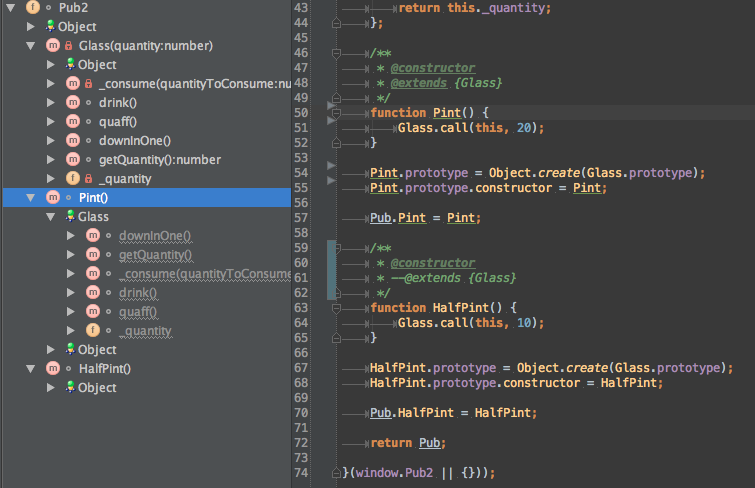 Pub2
Object
Glass(quantity:number)
Object
_consume(quantityToConsume:nu
drink()
quaff()
downInOne()
getQuantity():number
_quantity
Pint()
Glass
downInOne()
getQuantity()
_consume(quantityToConsume
drink()
quaff()
_quantity
Object
HalfPint()
Object
43 return this._quantity;
44 };
45
46 /**
47 * @constructor
48 * @extends {Glass}
49 */
50 function Pint() {
51 Glass.call(this, 20);
52 }
53
54 Pint.prototype = Object.create(Glass.prototype);
55 Pint.prototype.constructor = Pint;
56
57 Pub.Pint = Pint;
58
59 /**
60 * @constructor
61 * --@extends {Glass}
62 */
63 function HalfPint() {
64 Glass.call(this, 10);
65 }
66
67 HalfPint.prototype = Object.create(Glass.prototype);
68 HalfPint.prototype.constructor = HalfPint;
69
70 Pub.HalfPint = HalfPint;
71
72 return Pub;
73
74 }(window.Pub2 || {}));